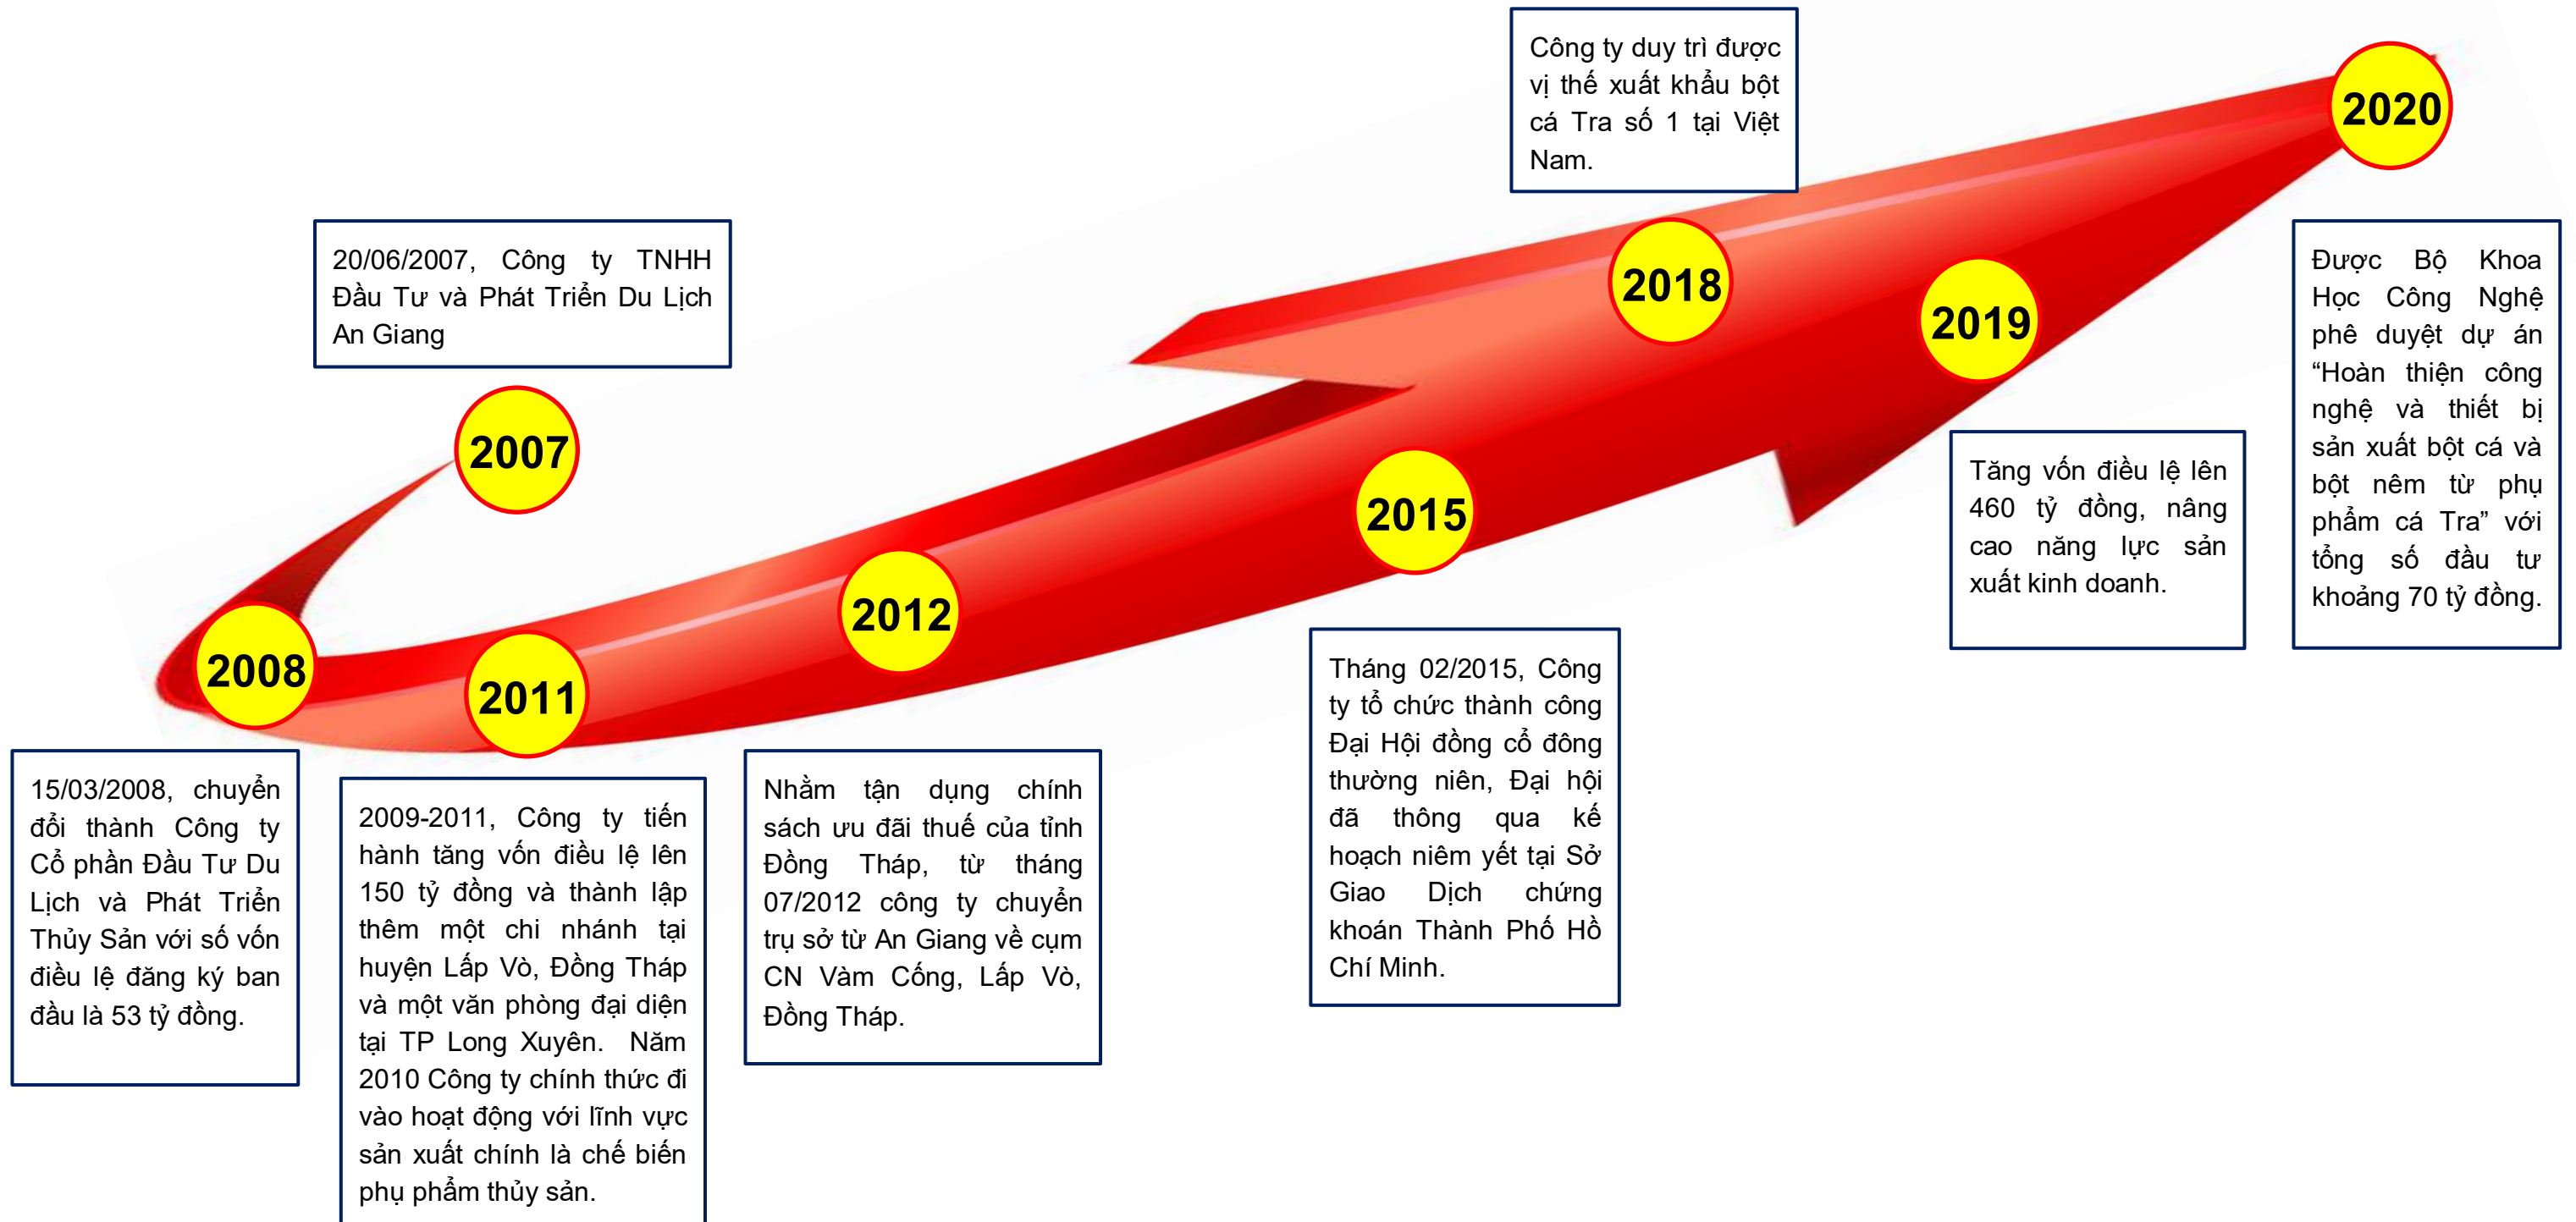 2007
20/06/2007, Công ty TNHH
Đầu Tư và Phát Triển Du Lịch
An Giang
2008
15/03/2008, chuyển
đổi thành Công ty
Cổ phần Đầu Tư Du
Lịch và Phát Triển
Thủy Sản với số vốn
điều lệ đăng ký ban
đầu là 53 tỷ đồng.
2011
2009-2011, Công ty tiến
hành tăng vốn điều lệ lên
150 tỷ đồng và thành lập
thêm một chi nhánh tại
huyện Lấp Vò, Đồng Tháp
và một văn phòng đại diện
tại TP Long Xuyên. Năm
2010 Công ty chính thức đi
vào hoạt động với lĩnh vực
sản xuất chính là chế biến
phụ phẩm thủy sản.
2012
Nhằm tận dụng chính
sách ưu đãi thuế của tỉnh
Đồng Tháp, từ tháng
07/2012 công ty chuyển
trụ sở từ An Giang về cụm
CN Vàm Cống, Lấp Vò,
Đồng Tháp.
2015
Tháng 02/2015, Công
ty tổ chức thành công
Đại Hội đồng cổ đông
thường niên, Đại hội
đã thông qua kế
hoạch niêm yết tại Sở
Giao Dịch chứng
khoán Thành Phố Hồ
Chí Minh.
2018
Công ty duy trì được
vị thế xuất khẩu bột
cá Tra số 1 tại Việt
Nam.
2019
Tăng vốn điều lệ lên
460 tỷ đồng, nâng
cao năng lực sản
xuất kinh doanh.
2020
Được Bộ Khoa
Học Công Nghệ
phê duyệt dự án
“Hoàn thiện công
nghệ và thiết bị
sản xuất bột cá và
bột nêm từ phụ
phẩm cá Tra” với
tổng số đầu tư
khoảng 70 tỷ đồng.